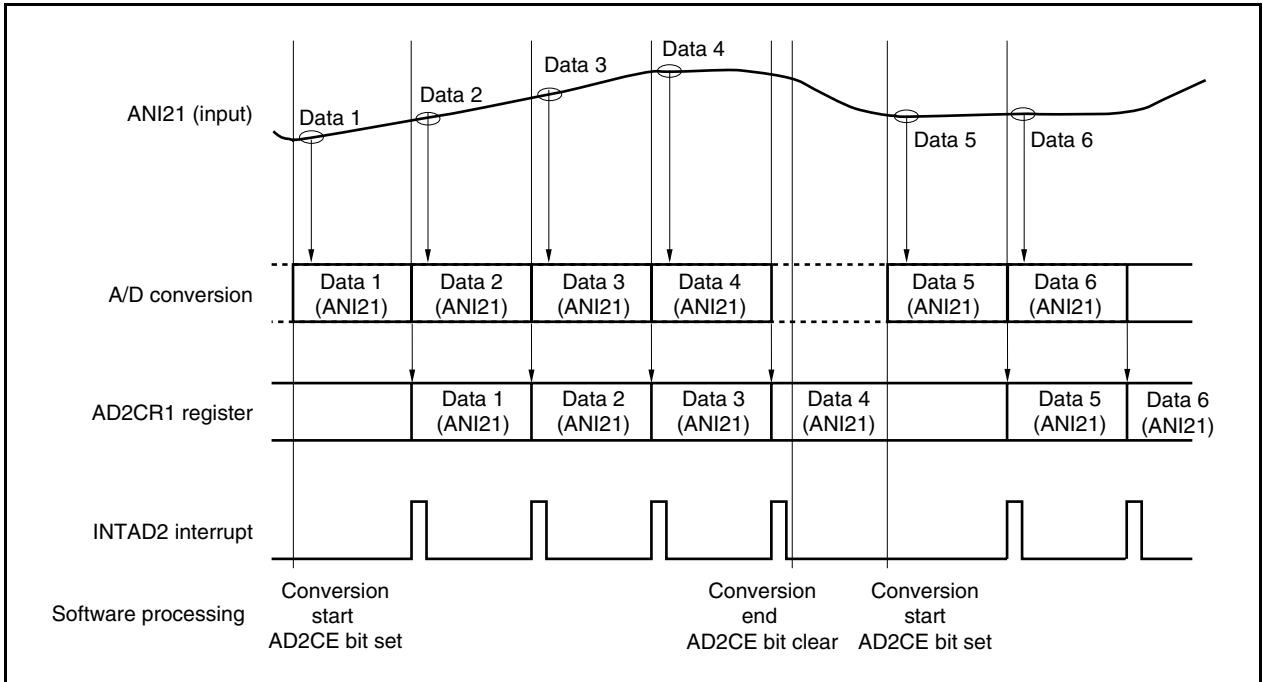 Data 4
Data 3
Data 2
ANI21 (input)
Data 1
Data 5
Data 6
A/D conversion
Data 1
(ANI21)
Data 2
(ANI21)
Data 3
(ANI21)
Data 4
(ANI21)
Data 5
(ANI21)
Data 6
(ANI21)
AD2CR1 register
Data 1
(ANI21)
Data 2
(ANI21)
Data 3
(ANI21)
Data 4
(ANI21)
Data 5
(ANI21)
Data 6
(ANI21)
INTAD2 interrupt
Software processing
Conversion
start
AD2CE bit set
Conversion
end
AD2CE bit clear
Conversion
start
AD2CE bit set